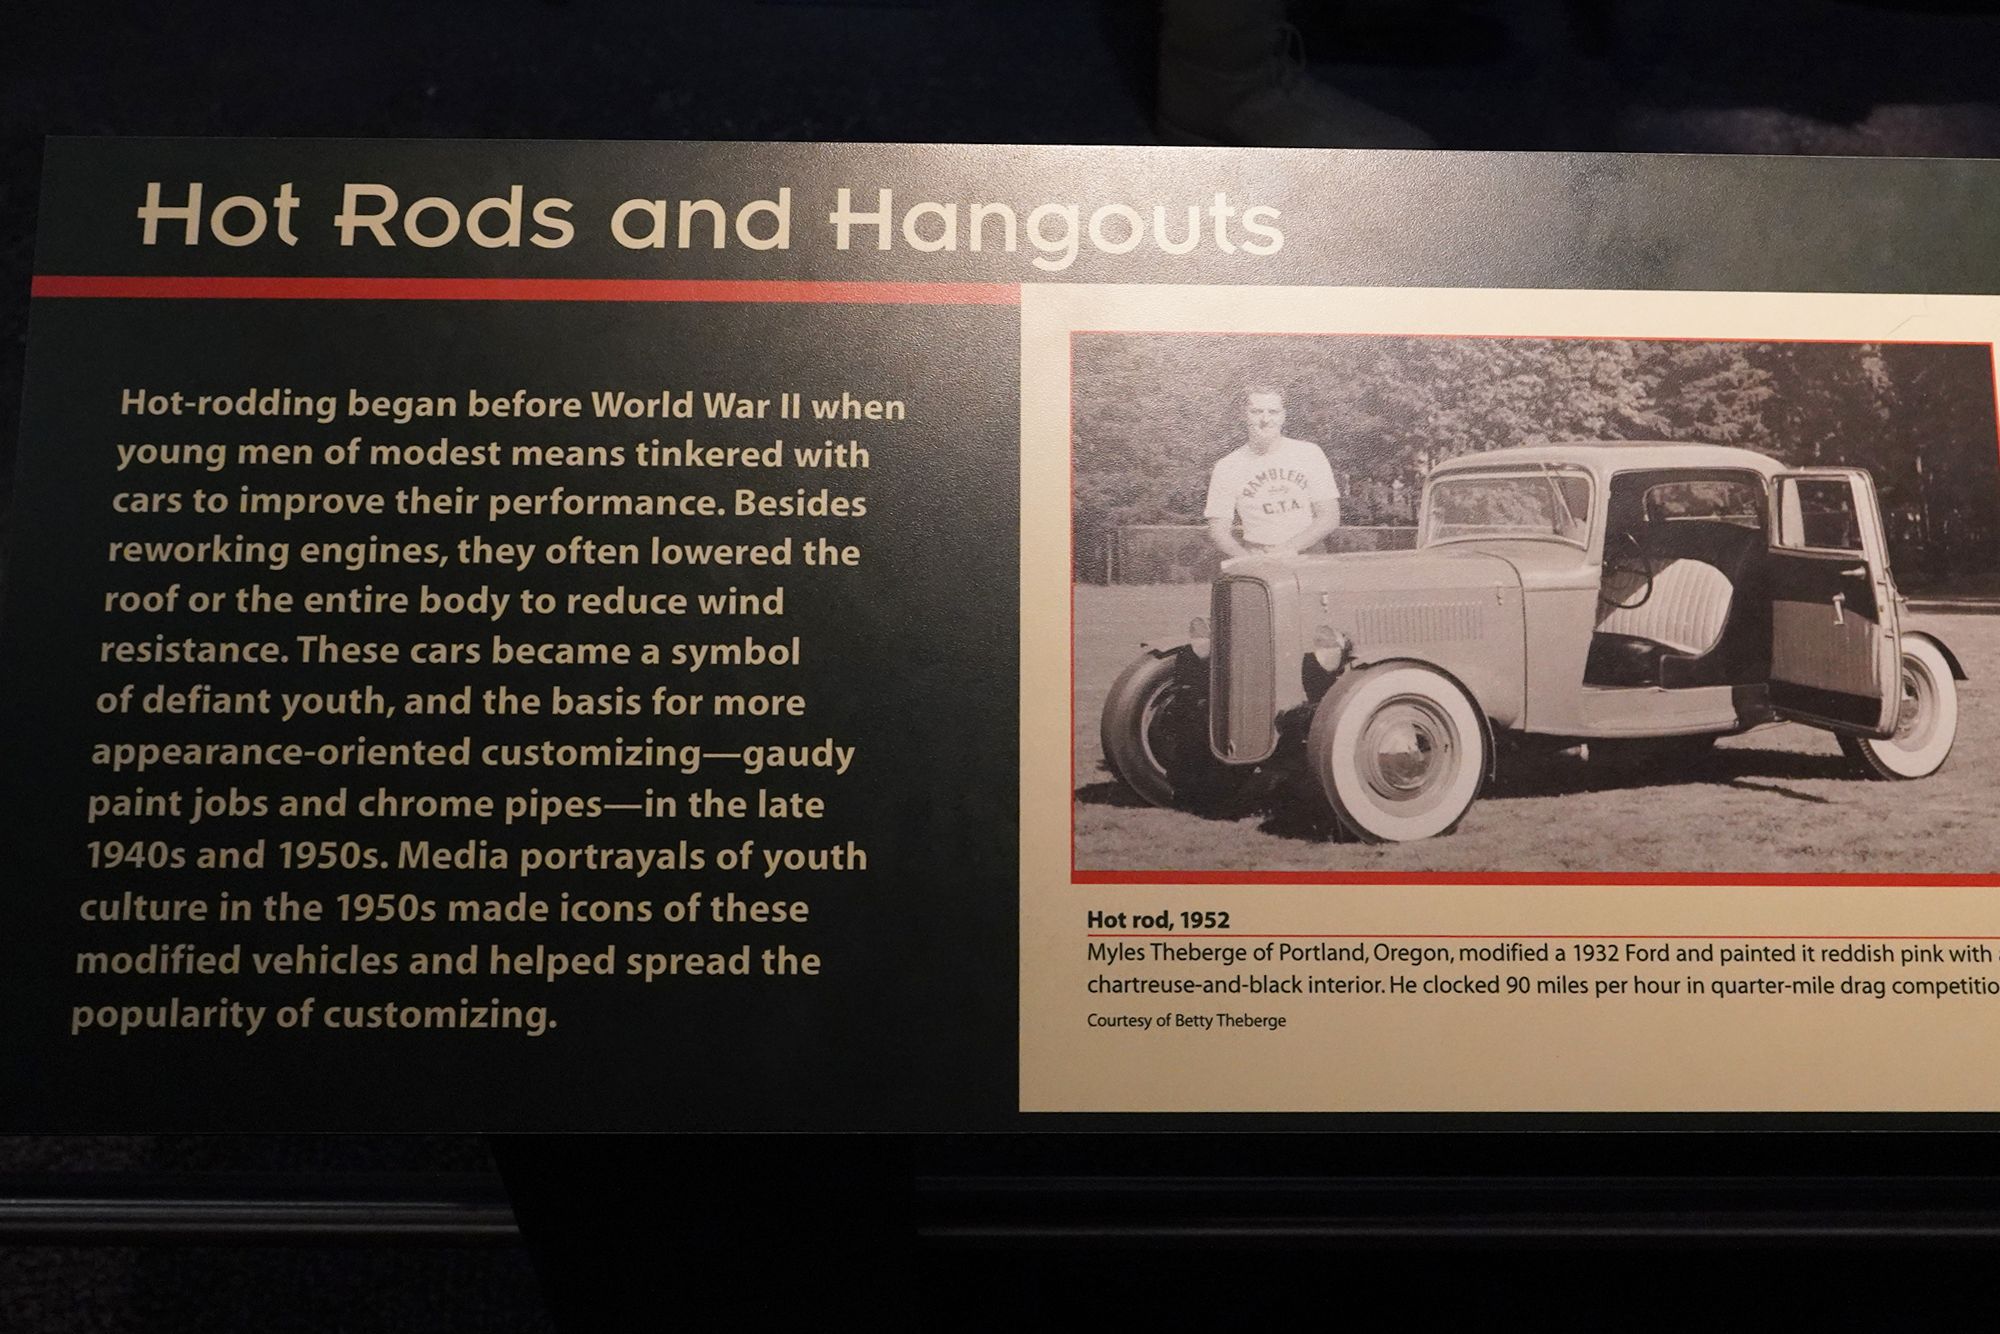 Hot Rods and Hangouts
Hot-rodding began before World War II when
young men of modest means tinkered with
cars to improve their performance. Besides
reworking engines, they often lowered the
roof or the entire body to reduce wind
resistance. These cars became a symbol
of defiant youth, and the basis for more
appearance-oriented customizing—gaudy
paint jobs and chrome pipes—in the late
1940s and 1950s. Media portrayals of youth
culture in the 1950s made icons of these
modified vehicles and helped spread the
popularity of customizing.
RAMBLERS
C.T.A.
Hot rod, 1952
Myles Theberge of Portland, Oregon, modified a 1932 Ford and painted it reddish pink with
chartreuse-and-black interior. He clocked 90 miles per hour in quarter-mile drag
Courtesy of Betty Theberge